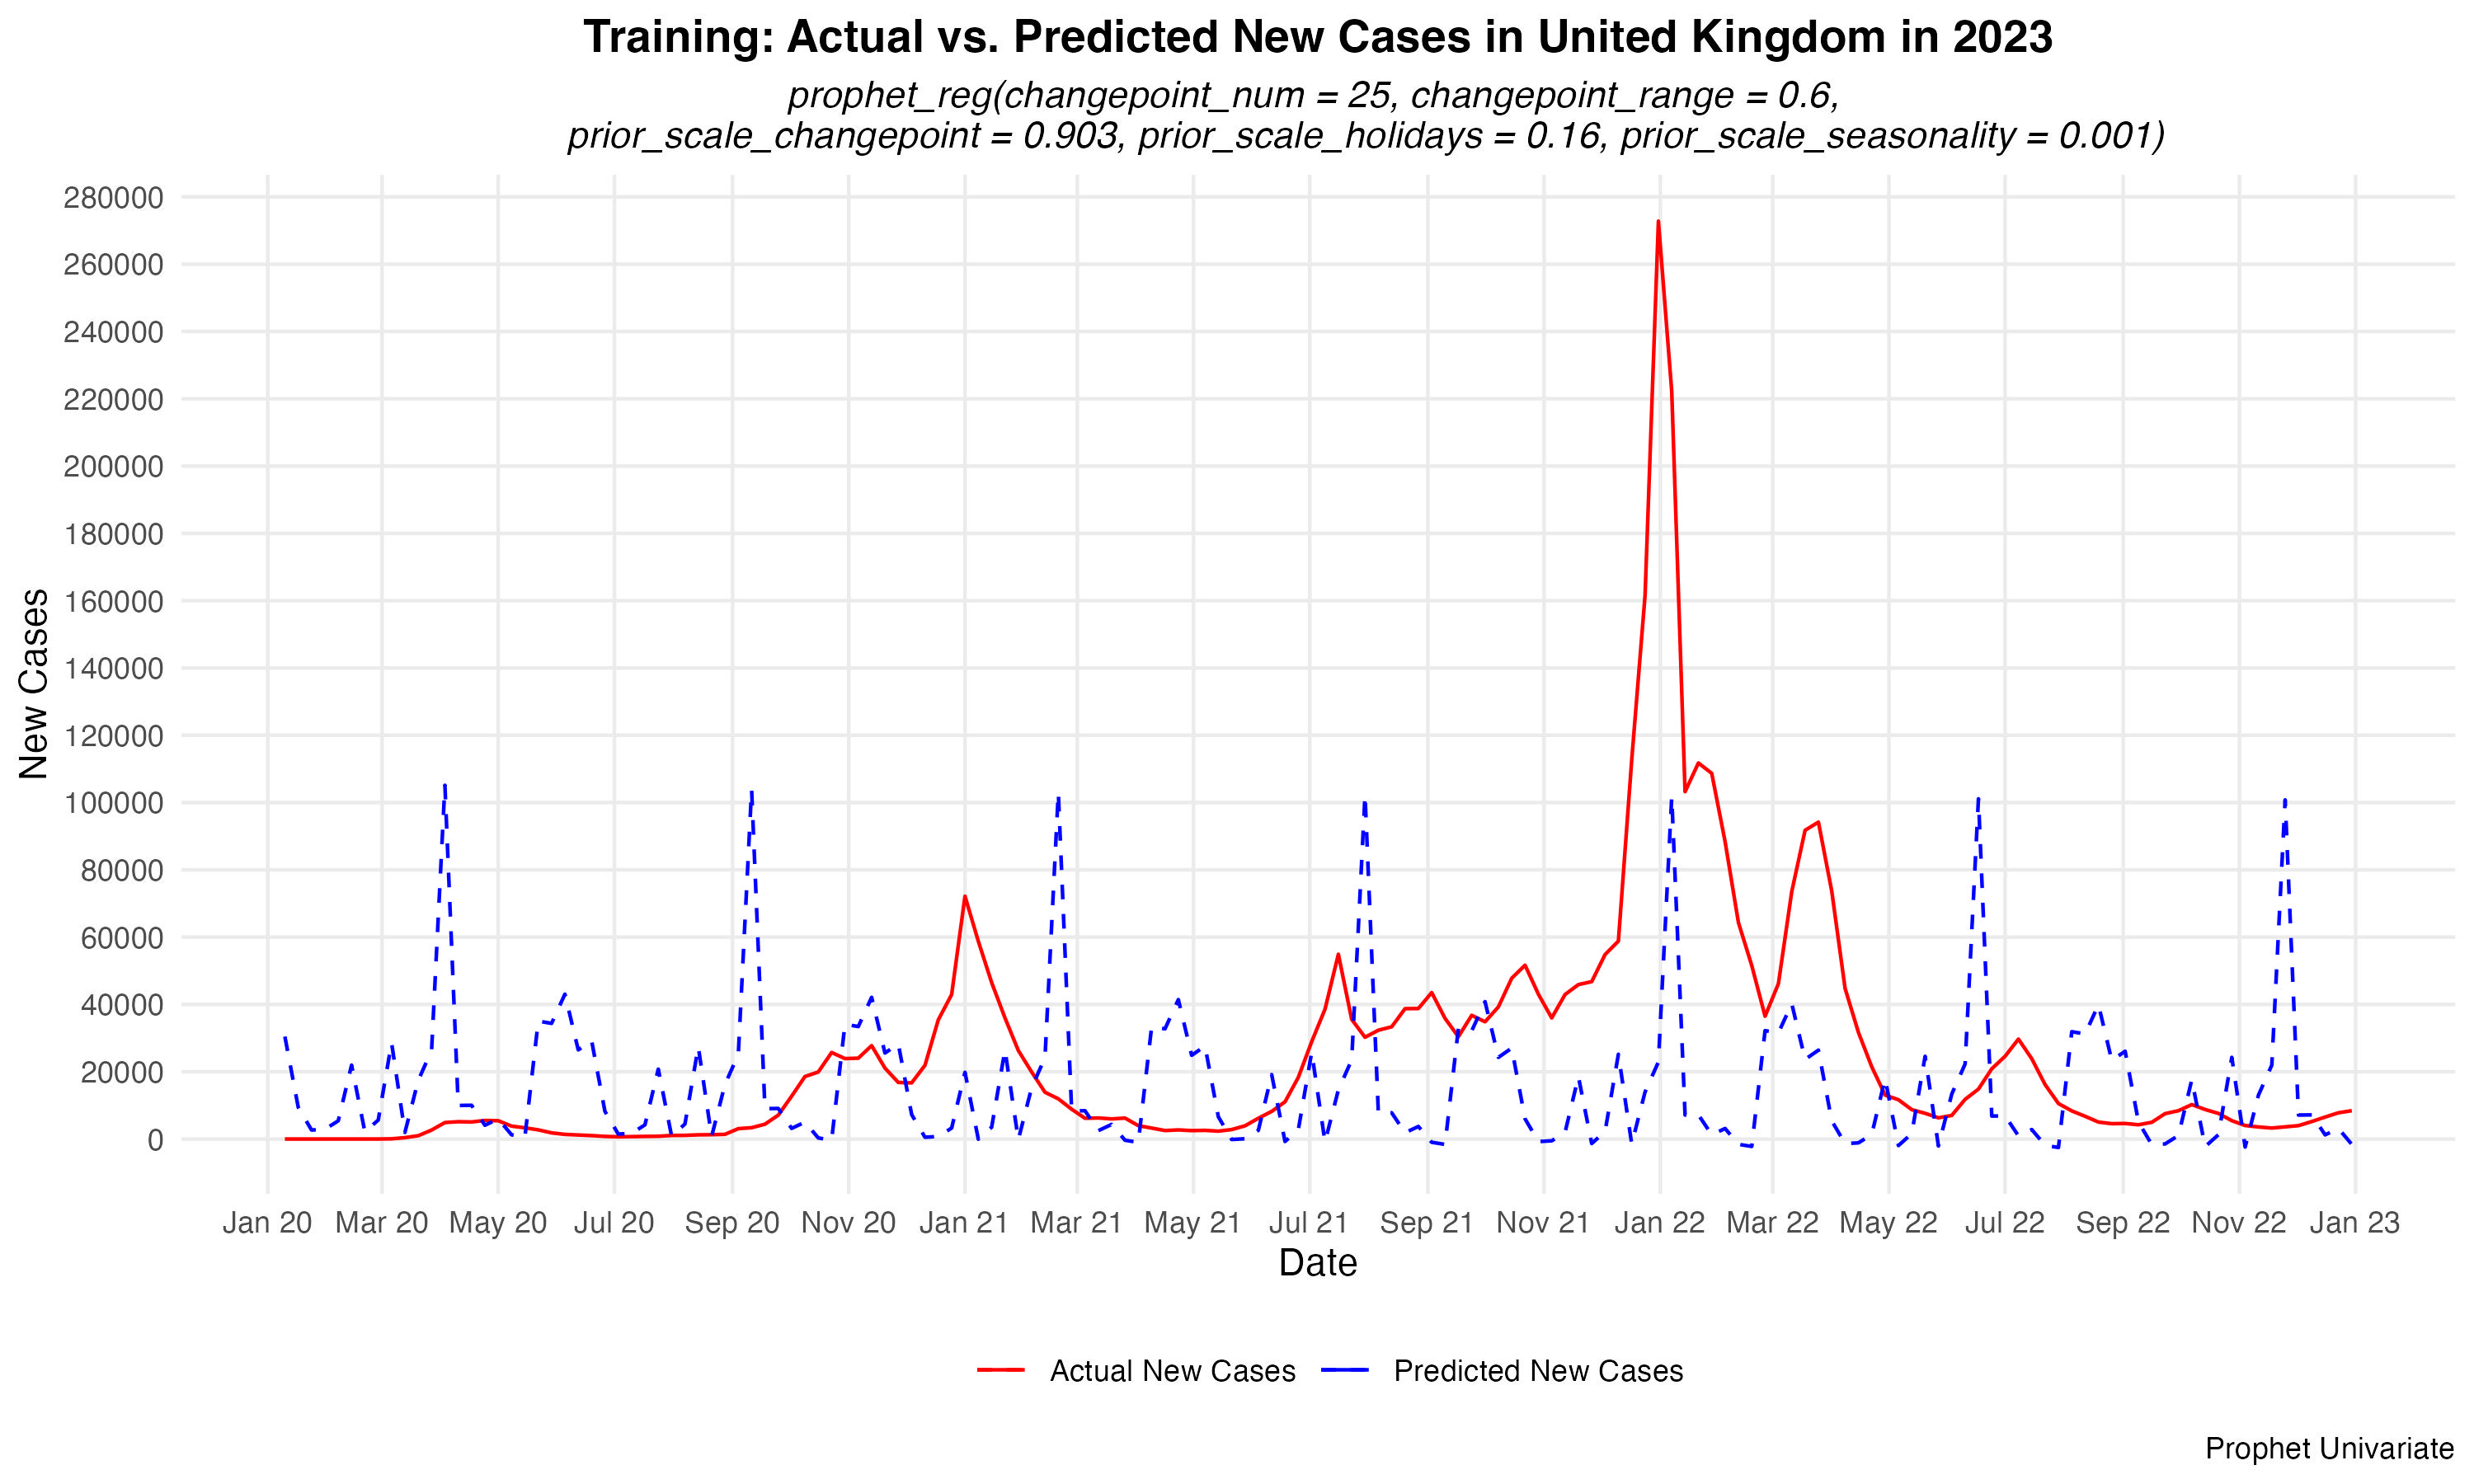 Training: Actual vs. Predicted New Cases in United Kingdom in 2023
prophet_reg(changepoint_num = 25, changepoint_range = 0.6,
prior_scale_changepoint = 0.903, prior_scale_holidays = 0.16, prior_scale_seasonality = 0.001)
New Cases
280000
260000
240000
220000
200000
180000
160000
140000
120000
100000
80000
60000
40000
20000
0
Jan 20 Mar 20 May 20 Jul 20 Sep 20 Nov 20 Jan 21 Mar 21 May 21 Jul 21 Sep 21 Nov 21 Jan 22 Mar 22 May 22 Jul 22 Sep 22 Nov 22 Jan 23
Date
Actual New Cases Predicted New Cases
Prophet Univariate